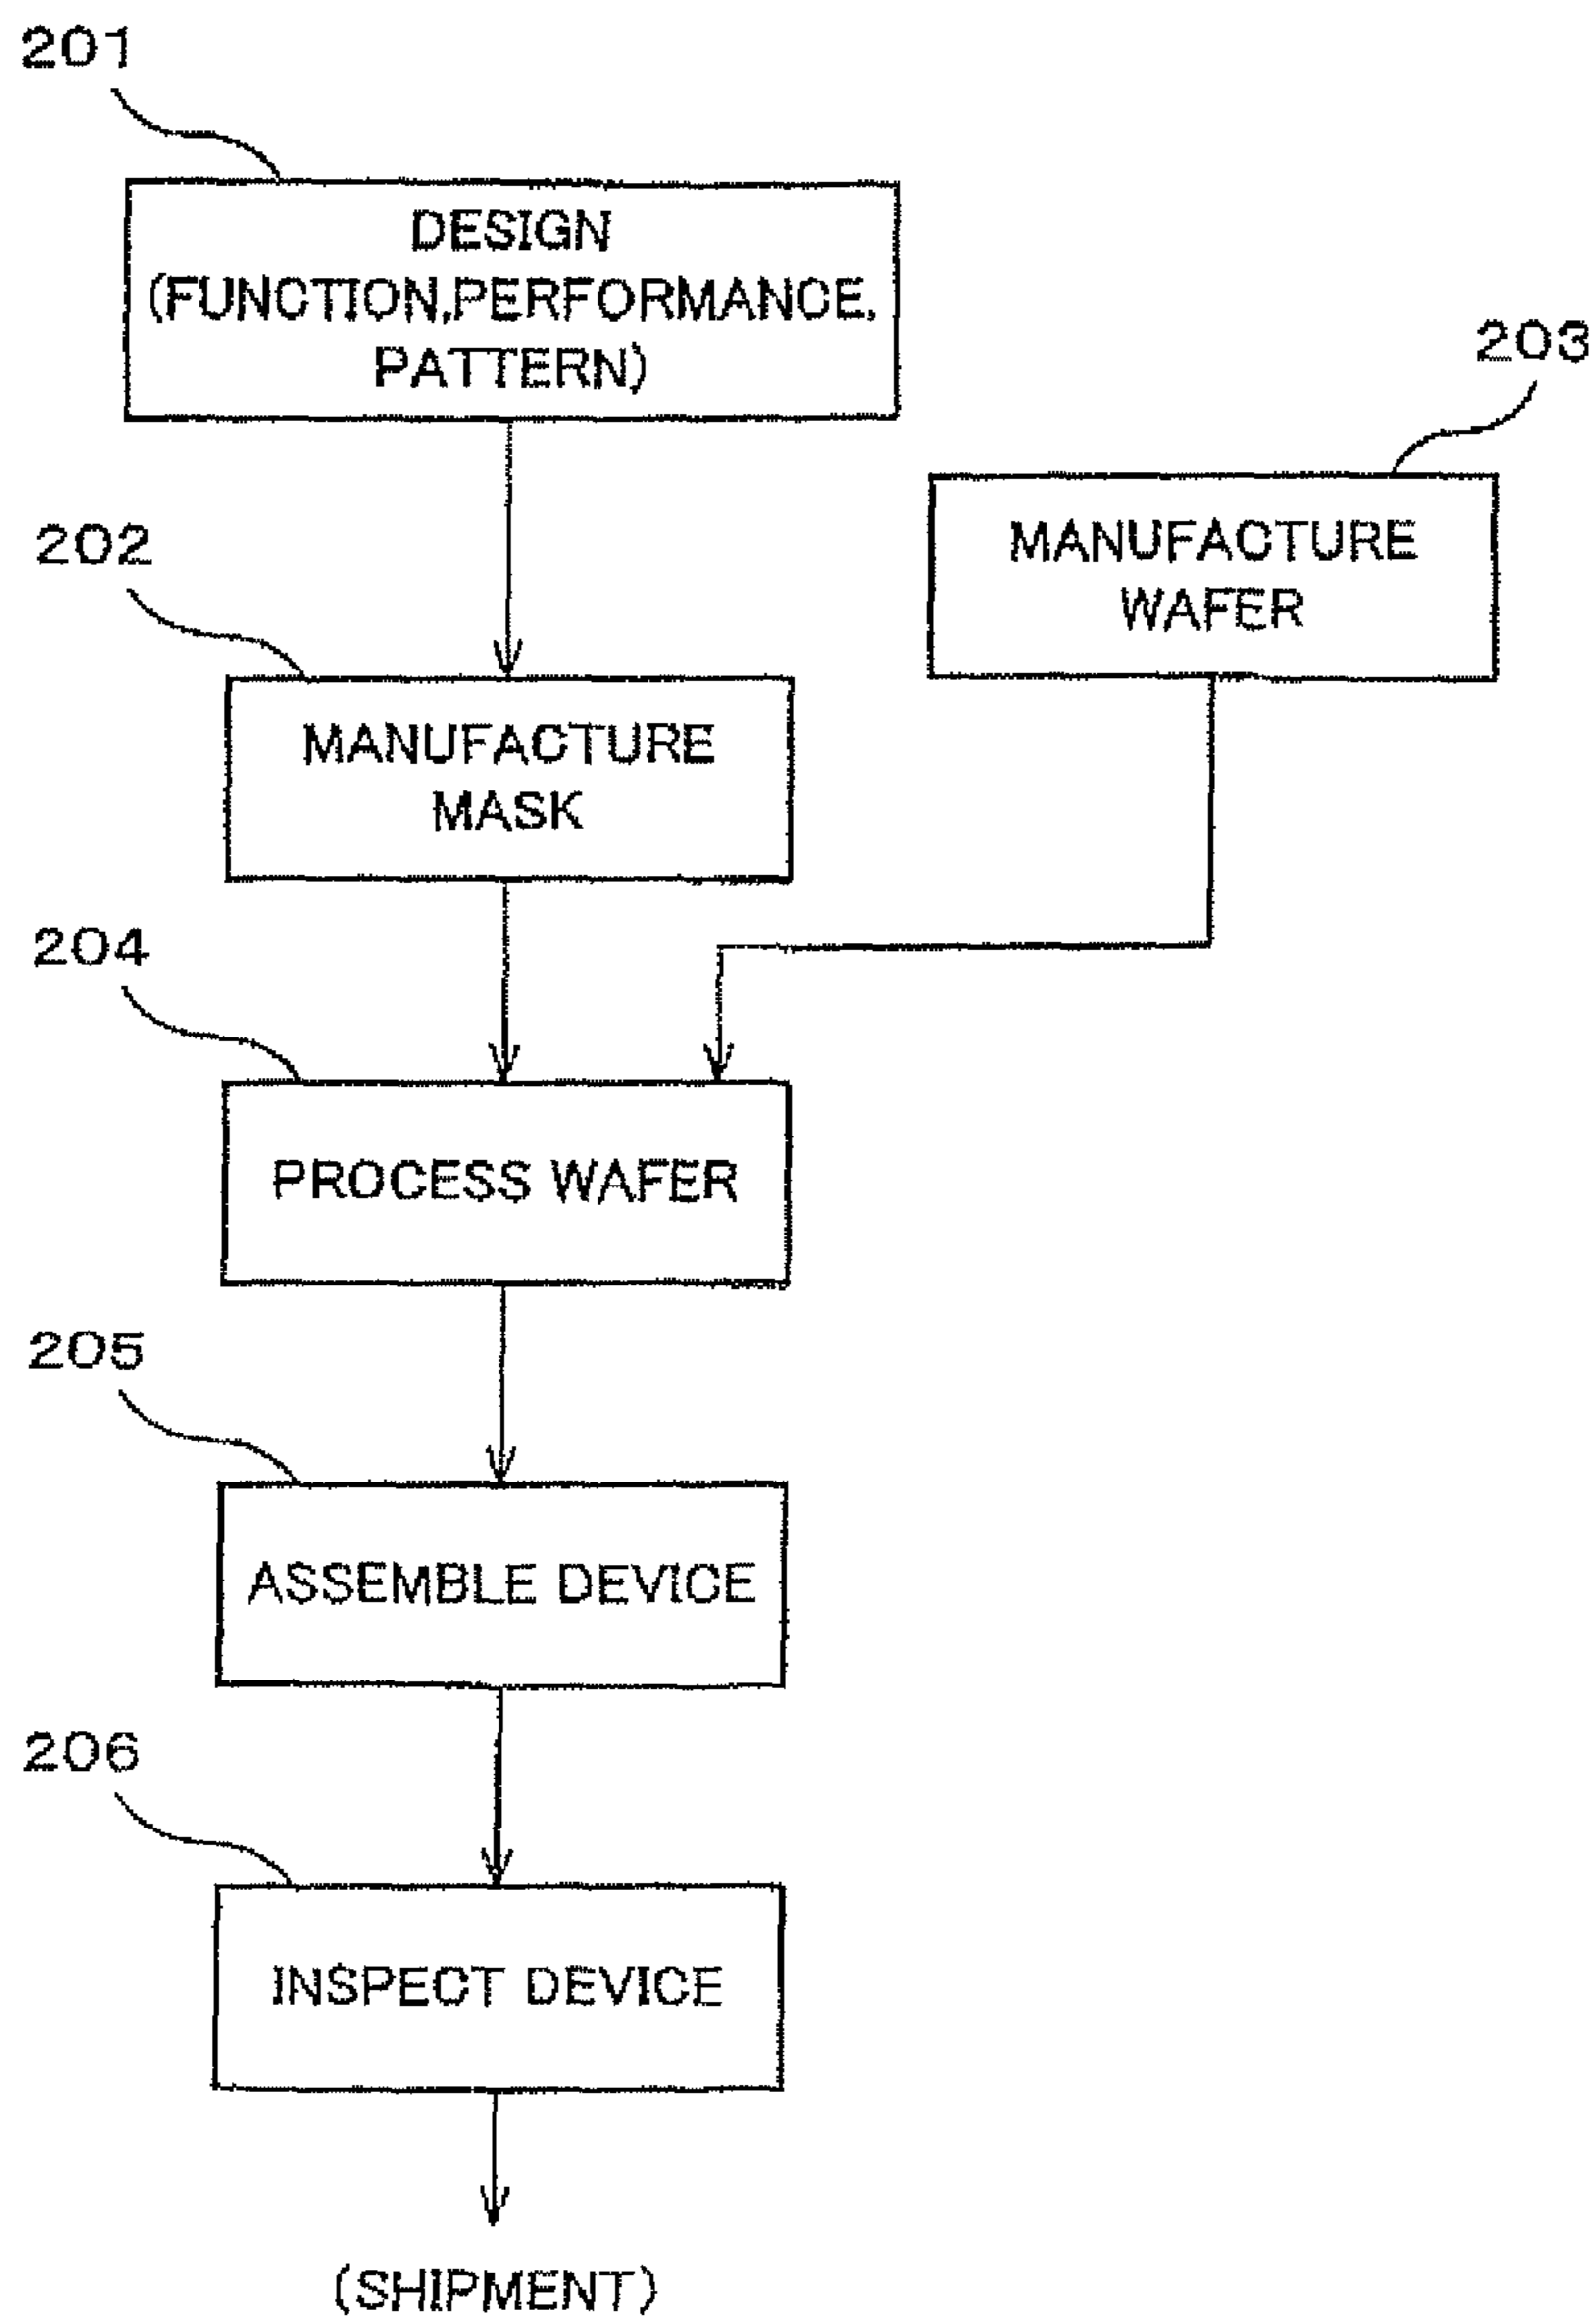 201
DESIGN
(FUNCTION,PERFORMANCE,
PATTERN)
203
MANUFACTURE
WAFER
202
MANUFACTURE
MASK
204
PROCESS WAFER
205
ASSEMBLE DEVICE
206
INSPECT DEVICE
(SHIPMENT)